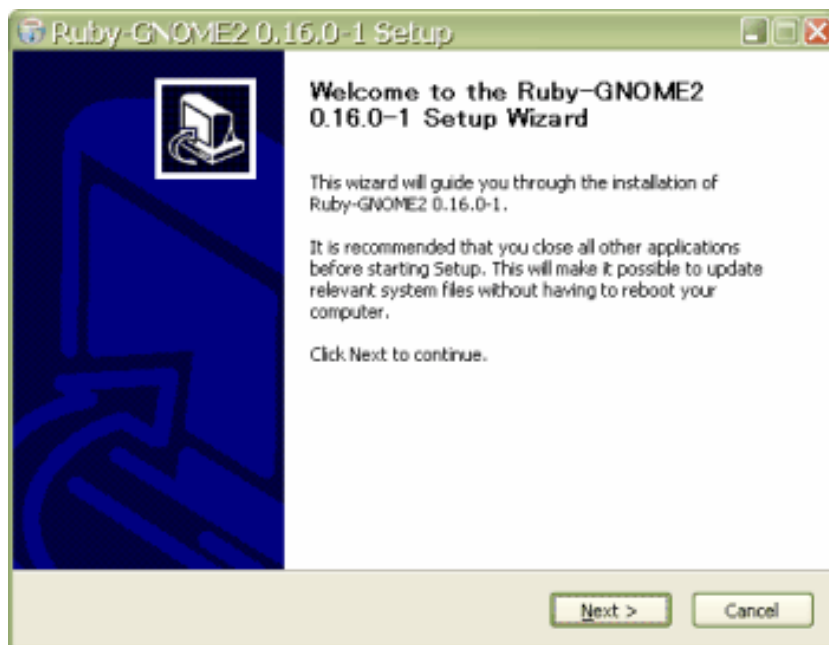 Ruby-GNOME2 0.16.0-1 Setup
Welcome to the Ruby-GNOME2
0.16.0-1 Setup Wizard
This wizard will guide you through the installation of
Ruby-GNOME2 0.16.0-1.
It is recommended that you close all other applications
before starting Setup. This will make it possible to update
relevant system files without having to reboot your
computer.
Click Next to continue.
Next >
Cancel